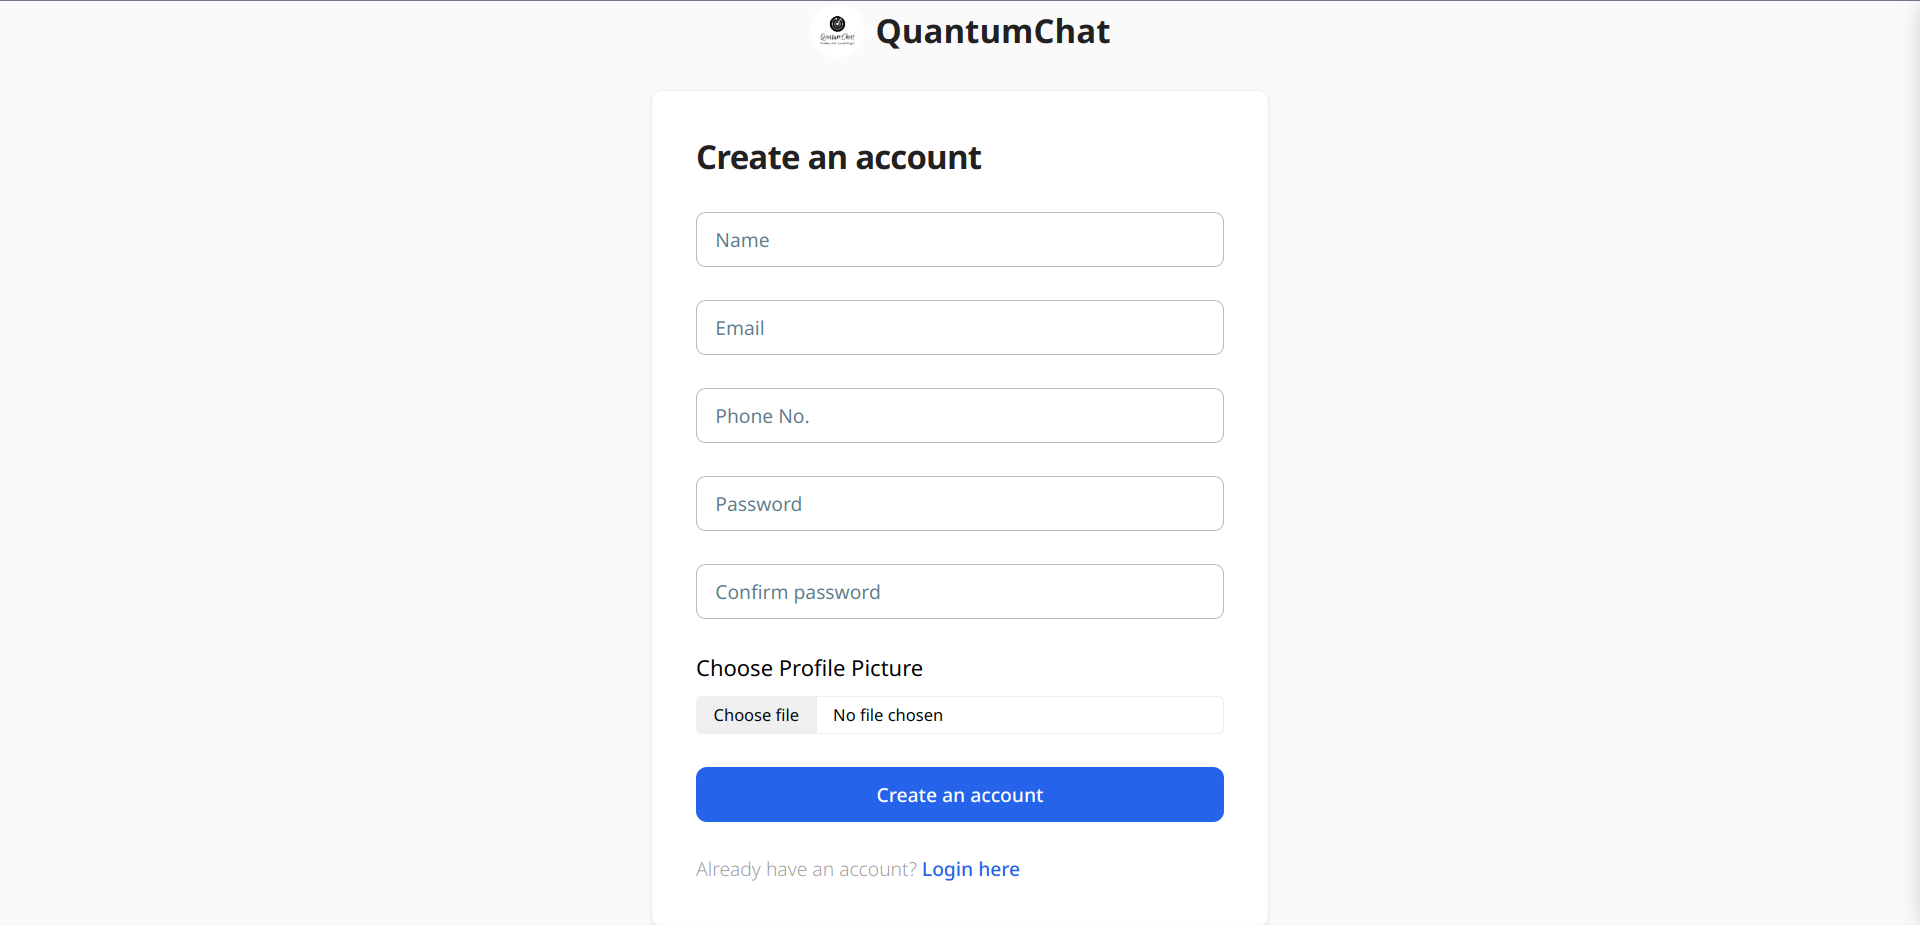 QuantumChat
Create an account
Name
Email
Phone No.
Password
Confirm password
Choose Profile Picture
Choose file No file chosen
Create an account
Already have an account? Login here